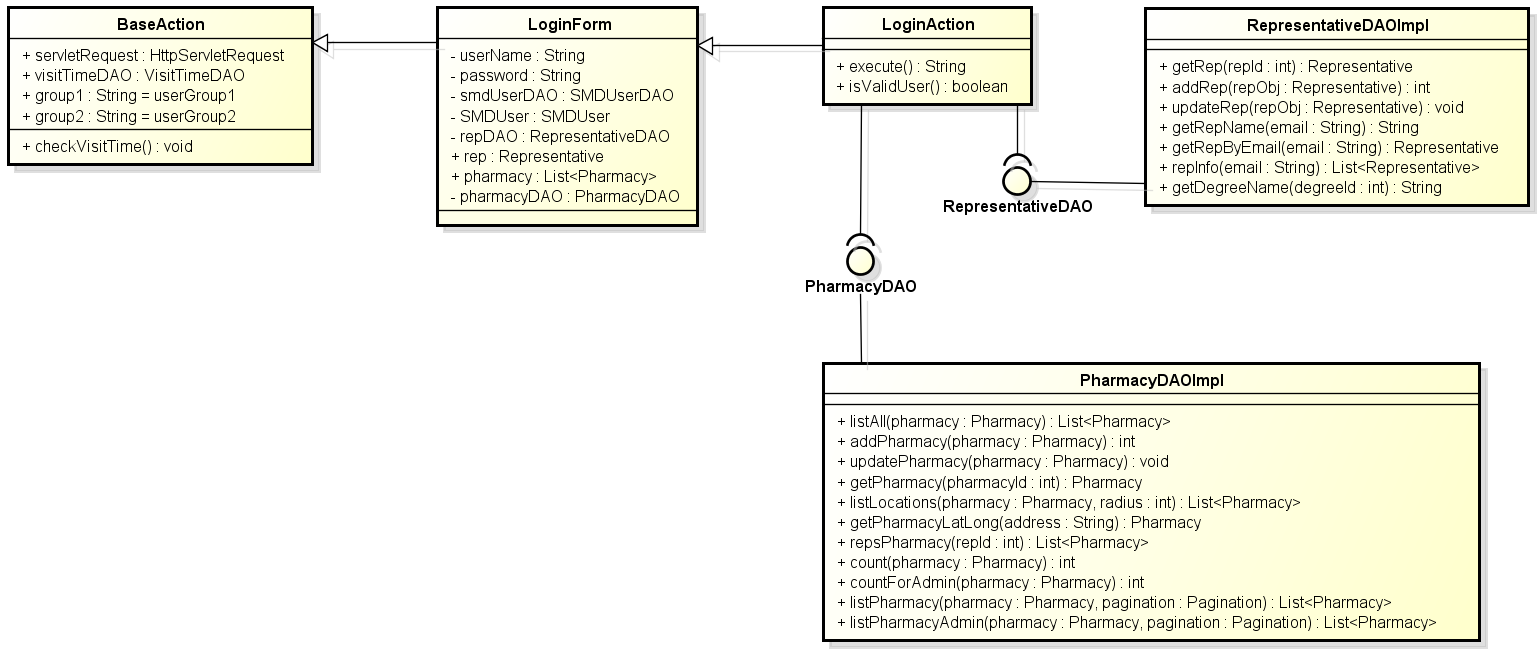 BaseAction
+ servletRequest : HttpServletRequest
+ visitTimeDAO : VisitTimeDAO
+ group1 : String = userGroup1
+ group2 : String = userGroup2
+ checkVisitTime() : void
LoginForm
- userName : String
- password : String
- smdUserDAO : SMDUserDAO
- SMDUser : SMDUser
- repDAO : RepresentativeDAO
+ rep : Representative
+ pharmacy : List<Pharmacy>
- pharmacyDAO : PharmacyDAO
LoginAction
+ execute() : String
+ isValidUser() : boolean
RepresentativeDAOImpl
+ getRep(repId : int) : Representative
+ addRep(repObj : Representative) : int
+ updateRep(repObj : Representative) : void
+ getRepName(email : String) : String
+ getRepByEmail(email : String) : Representative
+ repInfo(email : String) : List<Representative>
+ getDegreeName(degreeId : int) : String
RepresentativeDAO
PharmacyDAO
PharmacyDAOImpl
+ listAll(pharmacy : Pharmacy) : List<Pharmacy>
+ addPharmacy(pharmacy : Pharmacy) : int
+ updatePharmacy(pharmacy : Pharmacy) : void
+ getPharmacy(pharmacyId : int) : Pharmacy
+ listLocations(pharmacy : Pharmacy, radius : int) : List<Pharmacy>
+ getPharmacyLatLong(address : String) : Pharmacy
+ repsPharmacy(repId : int) : List<Pharmacy>
+ count(pharmacy : Pharmacy) : int
+ countForAdmin(pharmacy : Pharmacy) : int
+ listPharmacy(pharmacy : Pharmacy, pagination : Pagination) : List<Pharmacy>
+ listPharmacyAdmin(pharmacy : Pharmacy, pagination : Pagination) : List<Pharmacy>